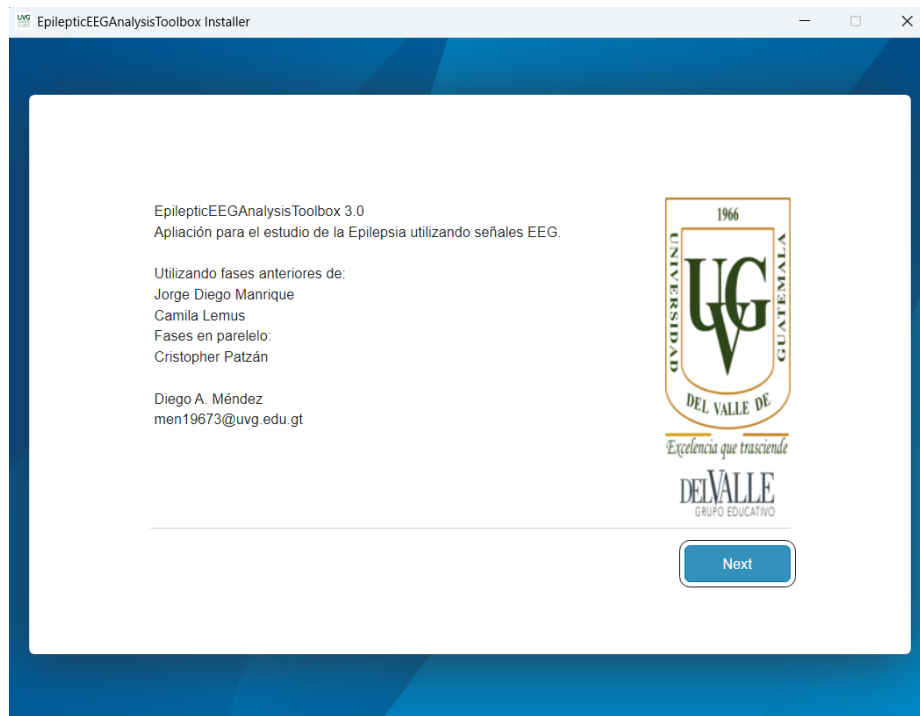 EpilepticEEGAnalysisToolbox Installer
EpilepticEEGAnalysisToolbox 3.0
Apliación para el estudio de la Epilepsia utilizando señales EEG.
Utilizando fases anteriores de:
Jorge Diego Manrique
Camila Lemus
Fases en parelelo:
Cristopher Patzán
Diego A. Méndez
men19673@uvg.edu.gt
1966
UNIVERSIDAD
DEL VALLE DE
GUATEMALA
UVG
Excelencia que trasciende
DELVALLE
GRUPO EDUCATIVO
Next